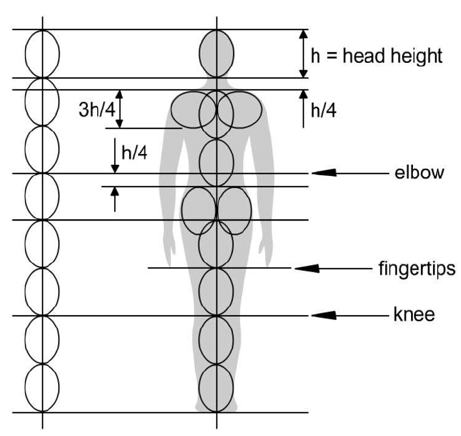 h = head height
3h/4
h/4
h/4
elbow
fingertips
knee